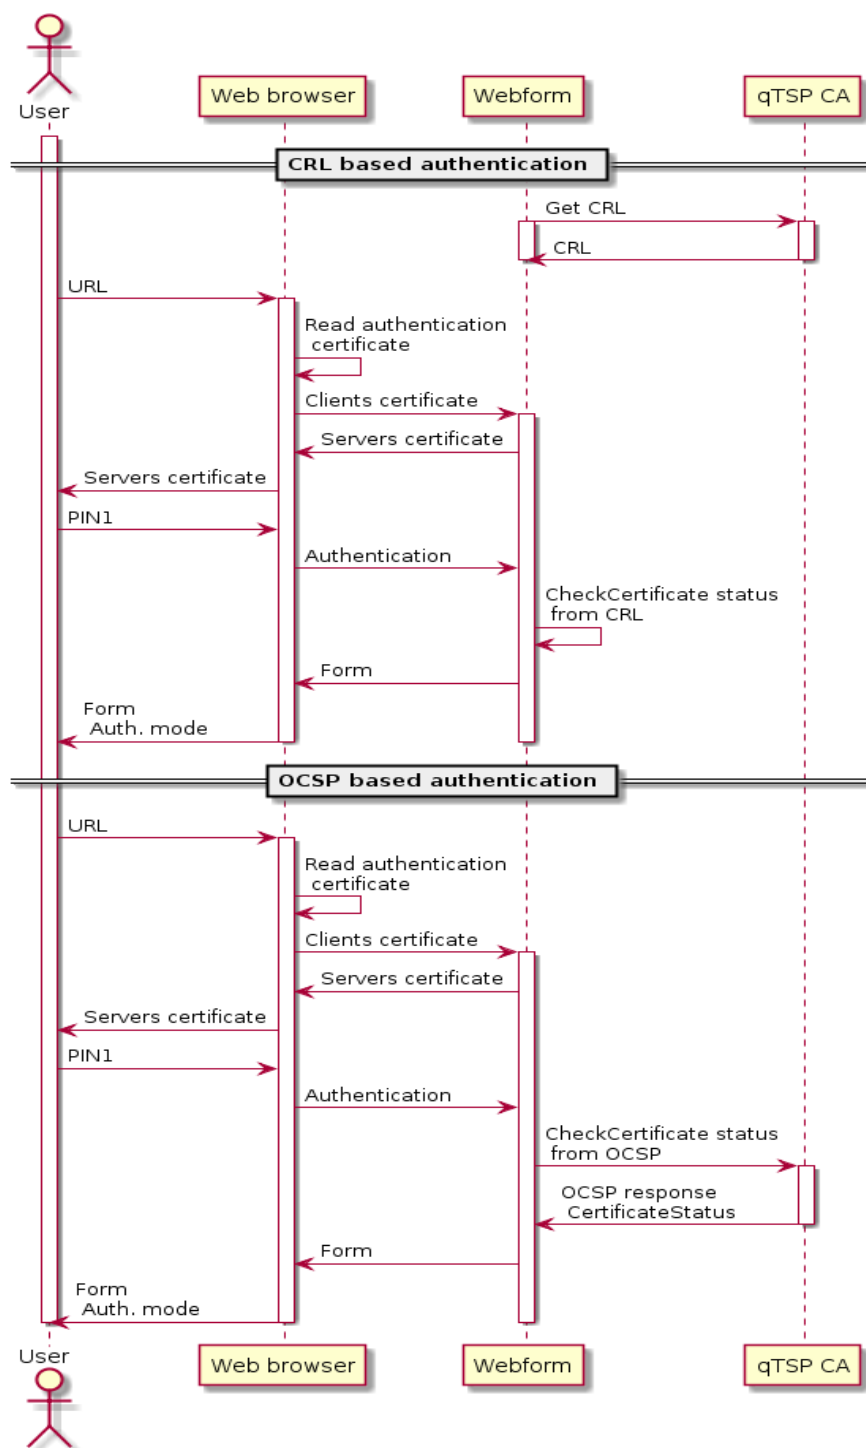 User
Web browser
Webform
qTSP CA
CRL based authentication
Get CRL
CRL
URL
Read authentication
certificate
Clients certificate
Servers certificate
Servers certificate
PIN1
Authentication
CheckCertificate status
from CRL
Form
Form
Auth. mode
OCSP based authentication
URL
Read authentication
certificate
Clients certificate
Servers certificate
Servers certificate
PIN1
Authentication
CheckCertificate status
from OCSP
OCSP response
CertificateStatus
Form
Form
Auth. mode
User
Web browser
Webform
qTSP CA